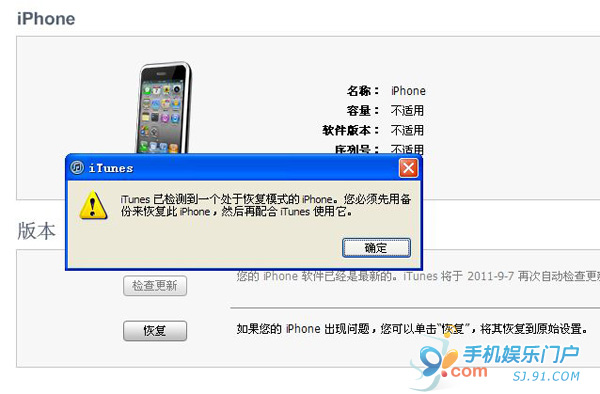 iPhone
名称： iPhone
容量： 不适用
软件版本： 不适用
序列号： 不适用
iTunes
iTunes 已检测到一个处于恢复模式的 iPhone。您必须先用备
份来恢复此 iPhone，然后再配合 iTunes 使用它。
确定
版本
检查更新
您的 iPhone 软件已经是最新的。iTunes 将于 2011-9-7 再次自动检查更新
恢复
如果您的 iPhone 出现问题，您可以单击“恢复”，将其恢复到原始设置。
91.com
手机娱乐门户
SJ.91.COM